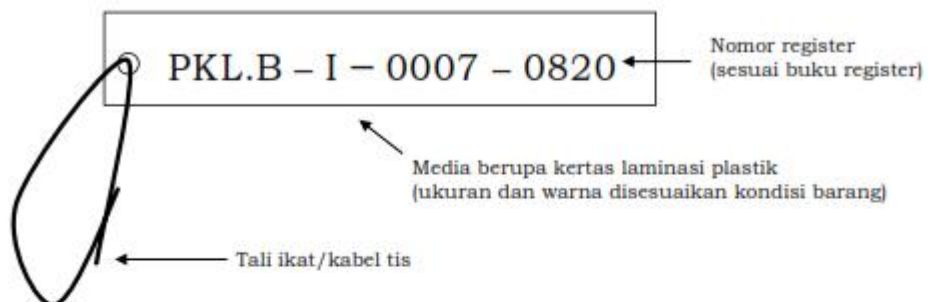 PKL.B – I – 0007 – 0820
Nomor register
(sesuai buku register)
Media berupa kertas laminasi plastik
(ukuran dan warna disesuaikan kondisi barang)
Tali ikat/kabel tis